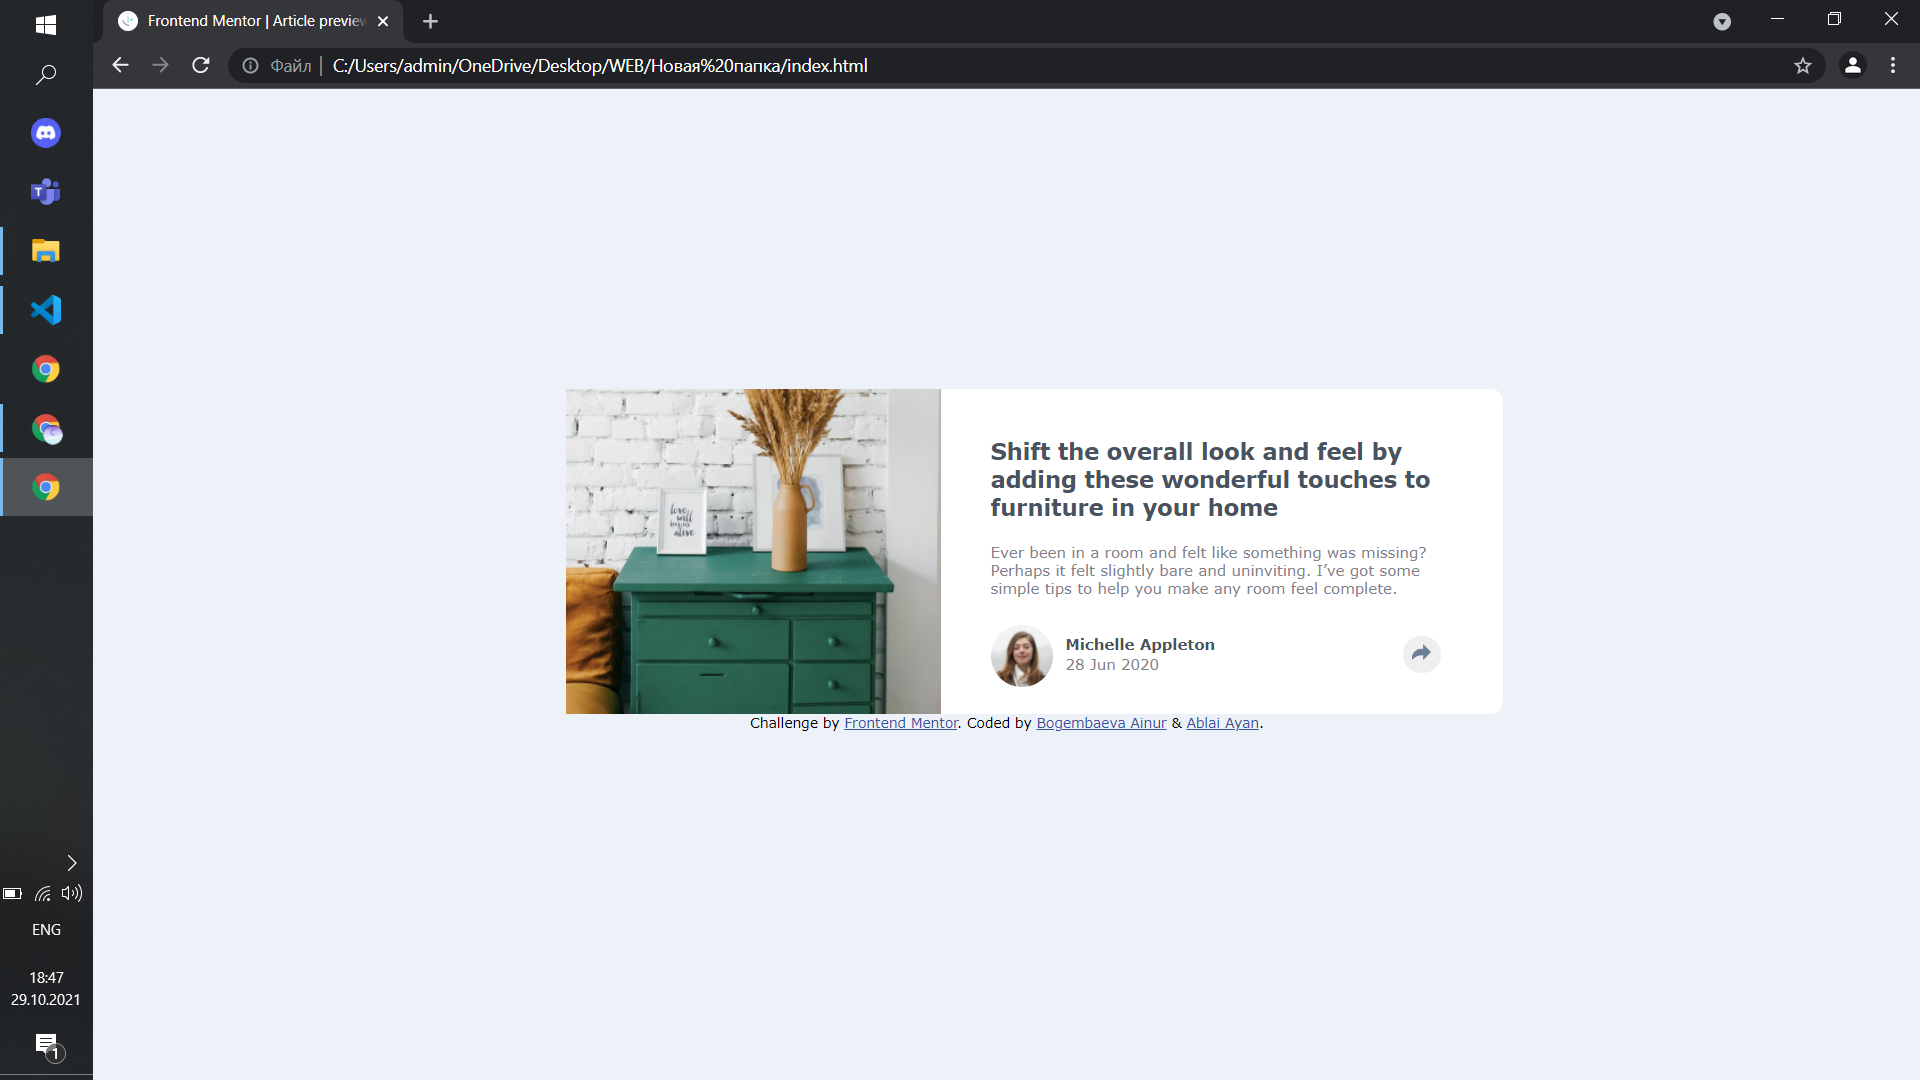 Frontend Mentor | Article preview
Файл | C:/Users/admin/OneDrive/Desktop/WEB/Новая%20папка/index.html
Shift the overall look and feel by
adding these wonderful touches to
furniture in your home
Ever been in a room and felt like something was missing?
Perhaps it felt slightly bare and uninviting. I’ve got some
simple tips to help you make any room feel complete.
Michelle Appleton
28 Jun 2020
Challenge by Frontend Mentor. Coded by Bogembaeva Ainur & Ablai Ayan.
love
will
alive
T
ENG
18:47
29.10.2021
1